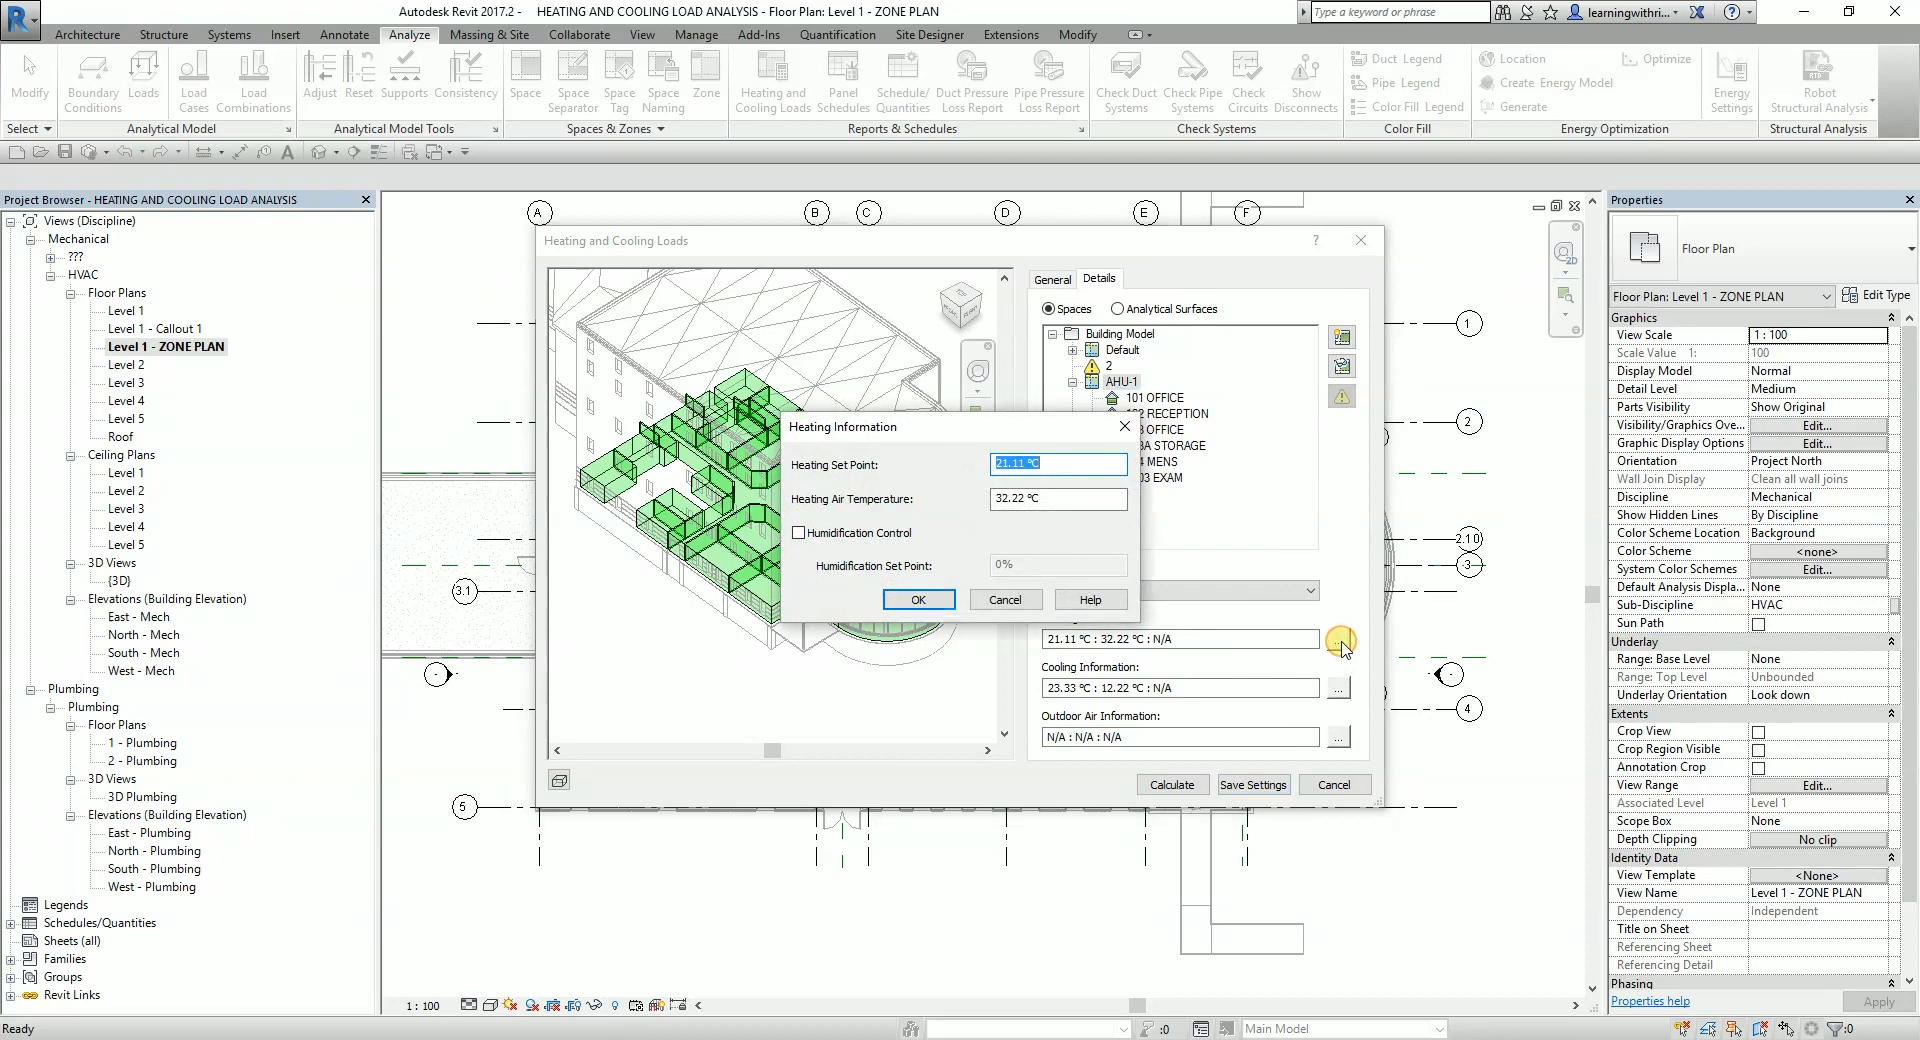 Autodesk Revit 2017.2 - HEATING AND COOLING LOAD ANALYSIS - Floor Plan: Level 1 - ZONE PLAN
Type a keyword or phrase
learningwithri...
Architecture Structure Systems Insert Annotate Analyze Massing & Site Collaborate View Manage Add-Ins Quantification Site Designer Extensions Modify
Modify
Boundary Conditions
Loads
Load Cases
Load Combinations
Adjust
Reset
Supports
Consistency
Space
Space Separator
Space Tag
Space Naming
Zone
Heating and Cooling Loads
Panel Schedules
Schedule/ Quantities
Duct Pressure Loss Report
Pipe Pressure Loss Report
Check Duct Systems
Check Pipe Systems
Check Circuits
Show Disconnects
Duct Legend
Pipe Legend
Color Fill Legend
Location
Create Energy Model
Generate
Optimize
Energy Settings
Robot Structural Analysis
Select
Analytical Model
Analytical Model Tools
Spaces & Zones
Reports & Schedules
Check Systems
Color Fill
Energy Optimization
Structural Analysis
Project Browser - HEATING AND COOLING LOAD ANALYSIS
Views (Discipline)
Mechanical
???
HVAC
Floor Plans
Level 1
Level 1 - Callout 1
Level 1 - ZONE PLAN
Level 2
Level 3
Level 4
Level 5
Roof
Ceiling Plans
Level 1
Level 2
Level 3
Level 4
Level 5
3D Views
{3D}
Elevations (Building Elevation)
East - Mech
North - Mech
South - Mech
West - Mech
Plumbing
Plumbing
Floor Plans
1 - Plumbing
2 - Plumbing
3D Views
3D Plumbing
Elevations (Building Elevation)
East - Plumbing
North - Plumbing
South - Plumbing
West - Plumbing
Legends
Schedules/Quantities
Sheets (all)
Families
Groups
Revit Links
A B C D E F
1
2
2.10
3
3.1
4
5
Heating and Cooling Loads
General Details
Spaces Analytical Surfaces
Building Model
Default
2
AHU-1
101 OFFICE
RECEPTION
OFFICE
STORAGE
MENS
EXAM
Heating Information
Heating Set Point: 21.11 °C
Heating Air Temperature: 32.22 °C
Humidification Control
Humidification Set Point: 0%
OK Cancel Help
21.11 °C : 32.22 °C : N/A
...
Cooling Information:
23.33 °C : 12.22 °C : N/A
...
Outdoor Air Information:
N/A : N/A : N/A
...
Calculate Save Settings Cancel
Properties
Floor Plan
Floor Plan: Level 1 - ZONE PLAN Edit Type
Graphics
View Scale 1 : 100
Scale Value 1: 100
Display Model Normal
Detail Level Medium
Parts Visibility Show Original
Visibility/Graphics Ove... Edit...
Graphic Display Options Edit...
Orientation Project North
Wall Join Display Clean all wall joins
Discipline Mechanical
Show Hidden Lines By Discipline
Color Scheme Location Background
Color Scheme <none>
System Color Schemes Edit...
Default Analysis Displa... None
Sub-Discipline HVAC
Sun Path
Underlay
Range: Base Level None
Range: Top Level Unbounded
Underlay Orientation Look down
Extents
Crop View
Crop Region Visible
Annotation Crop
View Range Edit...
Associated Level Level 1
Scope Box None
Depth Clipping No clip
Identity Data
View Template <None>
View Name Level 1 - ZONE PLAN
Dependency Independent
Title on Sheet
Referencing Sheet
Referencing Detail
Phasing
Properties help Apply
1 : 100
Ready
:0
Main Model
:0